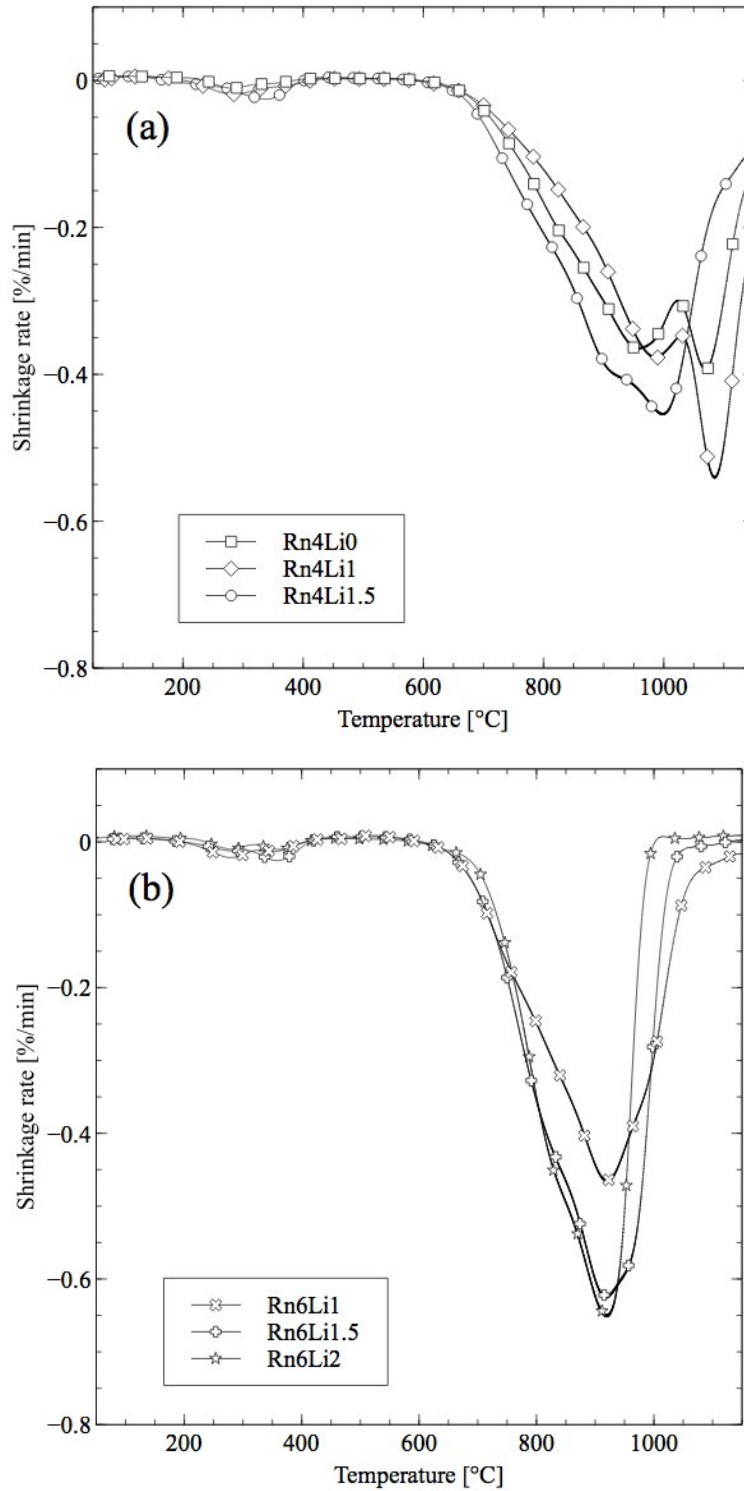 0
(a)
−0.2
Shrinkage rate [%/min]
−0.4
−0.6
Rn4Li0
Rn4Li1
Rn4Li1.5
−0.8
200 400 600 800 1000
Temperature [°C]
0
(b)
−0.2
Shrinkage rate [%/min]
−0.4
−0.6
Rn6Li1
Rn6Li1.5
Rn6Li2
−0.8
200 400 600 800 1000
Temperature [°C]